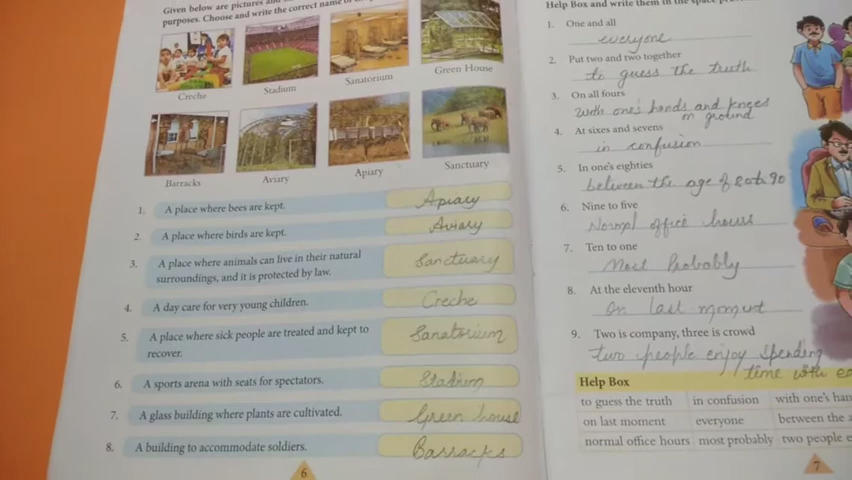 Given below are pictures and
purposes. Choose and write the correct name
Creche
Stadium
Sanatorium
Green House
Barracks
Aviary
Apiary
Sanctuary
1. A place where bees are kept. Apiary
2. A place where birds are kept. Aviary
3. A place where animals can live in their natural
surroundings, and it is protected by law. Sanctuary
4. A day care for very young children. Creche
5. A place where sick people are treated and kept to
recover. Sanatorium
6. A sports arena with seats for spectators. Stadium
7. A glass building where plants are cultivated. Green house
8. A building to accommodate soldiers. Barracks
6
Help Box and write them in the
1. One and all
everyone
2. Put two and two together
to guess the truth
3. On all fours
with one's hands and knees
on ground
4. At sixes and sevens
in confusion
5. In one's eighties
between the age of 80 to 90
6. Nine to five
Normal office hours
7. Ten to one
Most Probably
8. At the eleventh hour
On last moment
9. Two is company, three is crowd
two people enjoy spending
time with
Help Box
to guess the truth in confusion with one's
on last moment everyone between the
normal office hours most probably two people
7